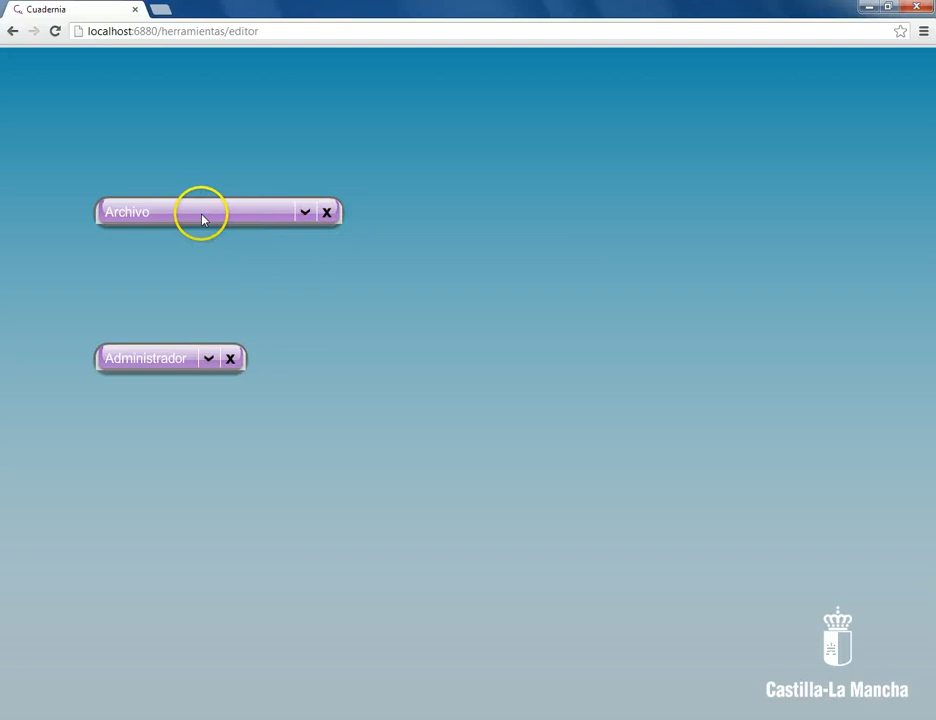 Cuadernia
localhost:6880/herramientas/editor
Archivo
Administrador
Castilla-La Mancha